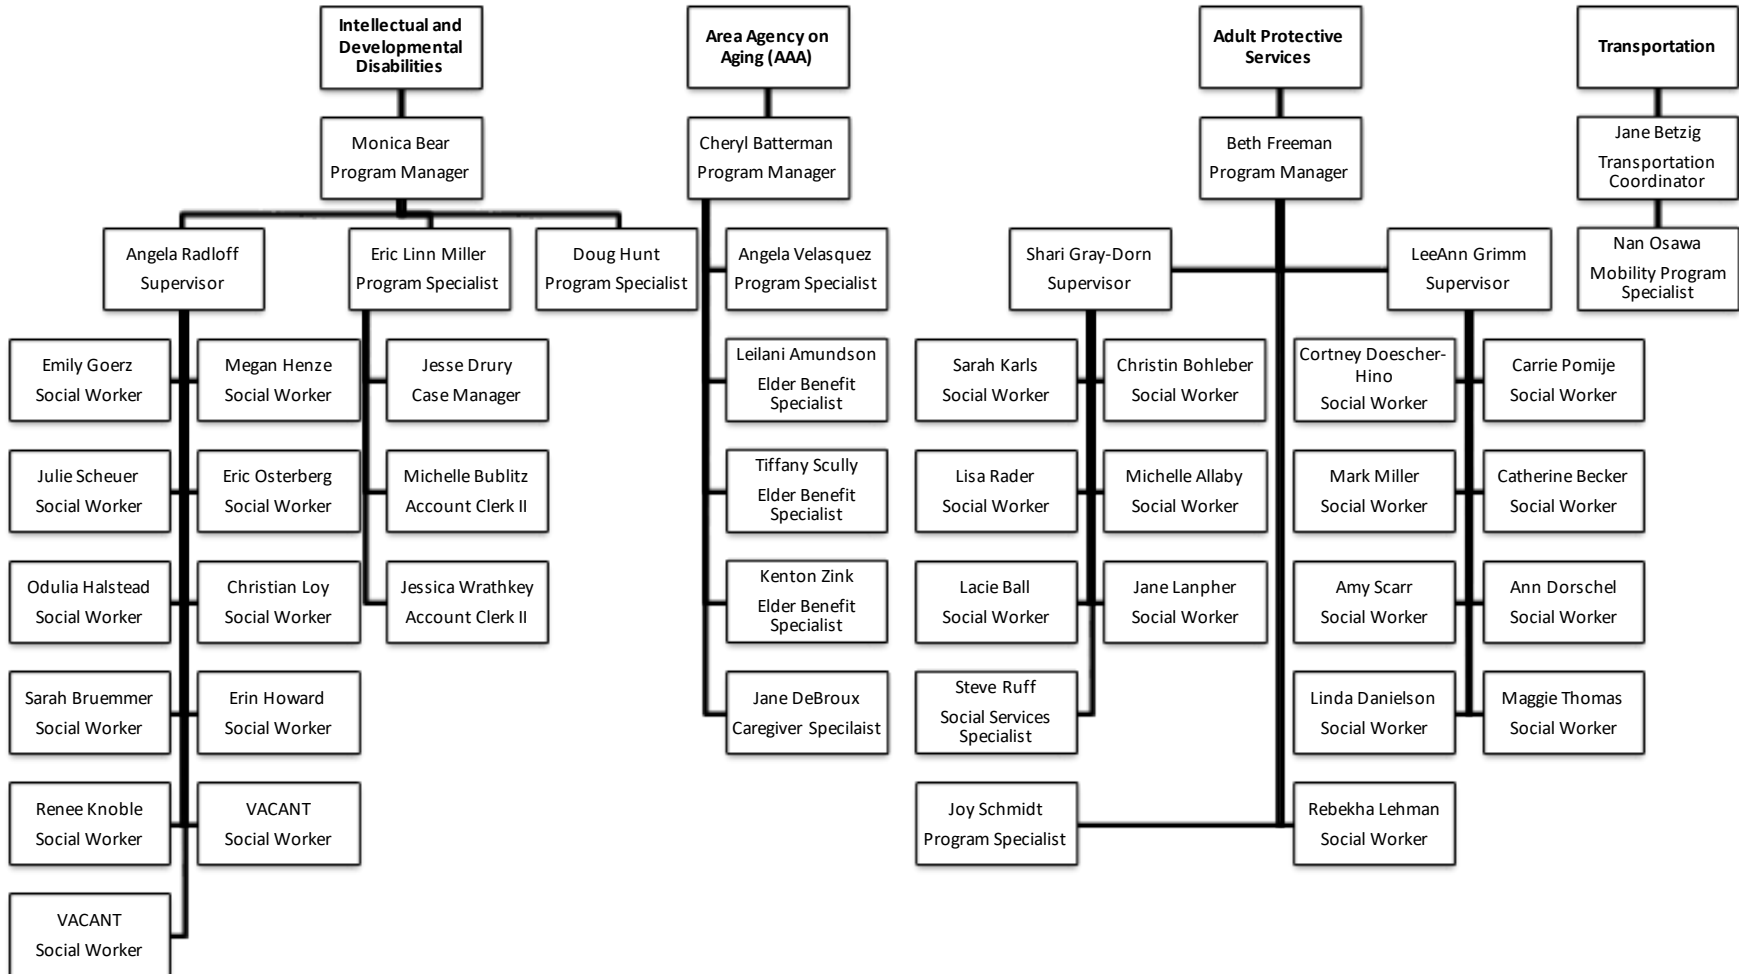 Intellectual and
Developmental
Disabilities
Area Agency on
Aging (AAA)
Adult Protective
Services
Transportation
Monica Bear
Program Manager
Cheryl Batterman
Program Manager
Beth Freeman
Program Manager
Jane Betzig
Transportation
Coordinator
Angela Radloff
Supervisor
Eric Linn Miller
Program Specialist
Doug Hunt
Program Specialist
Angela Velasquez
Program Specialist
Shari Gray-Dorn
Supervisor
LeeAnn Grimm
Supervisor
Nan Osawa
Mobility Program
Specialist
Emily Goerz
Social Worker
Megan Henze
Social Worker
Jesse Drury
Case Manager
Leilani Amundson
Elder Benefit
Specialist
Sarah Karls
Social Worker
Christin Bohleber
Social Worker
Cortney Doescher-
Hino
Social Worker
Carrie Pomije
Social Worker
Julie Scheuer
Social Worker
Eric Osterberg
Social Worker
Michelle Bublitz
Account Clerk II
Tiffany Scully
Elder Benefit
Specialist
Lisa Rader
Social Worker
Michelle Allaby
Social Worker
Mark Miller
Social Worker
Catherine Becker
Social Worker
Odulia Halstead
Social Worker
Christian Loy
Social Worker
Jessica Wrathkey
Account Clerk II
Kenton Zink
Elder Benefit
Specialist
Lacie Ball
Social Worker
Jane Lanpher
Social Worker
Amy Scarr
Social Worker
Ann Dorschel
Social Worker
Sarah Bruemmer
Social Worker
Erin Howard
Social Worker
Jane DeBroux
Caregiver Specilaist
Steve Ruff
Social Services
Specialist
Linda Danielson
Social Worker
Maggie Thomas
Social Worker
Renee Knoble
Social Worker
VACANT
Social Worker
Joy Schmidt
Program Specialist
Rebekha Lehman
Social Worker
VACANT
Social Worker